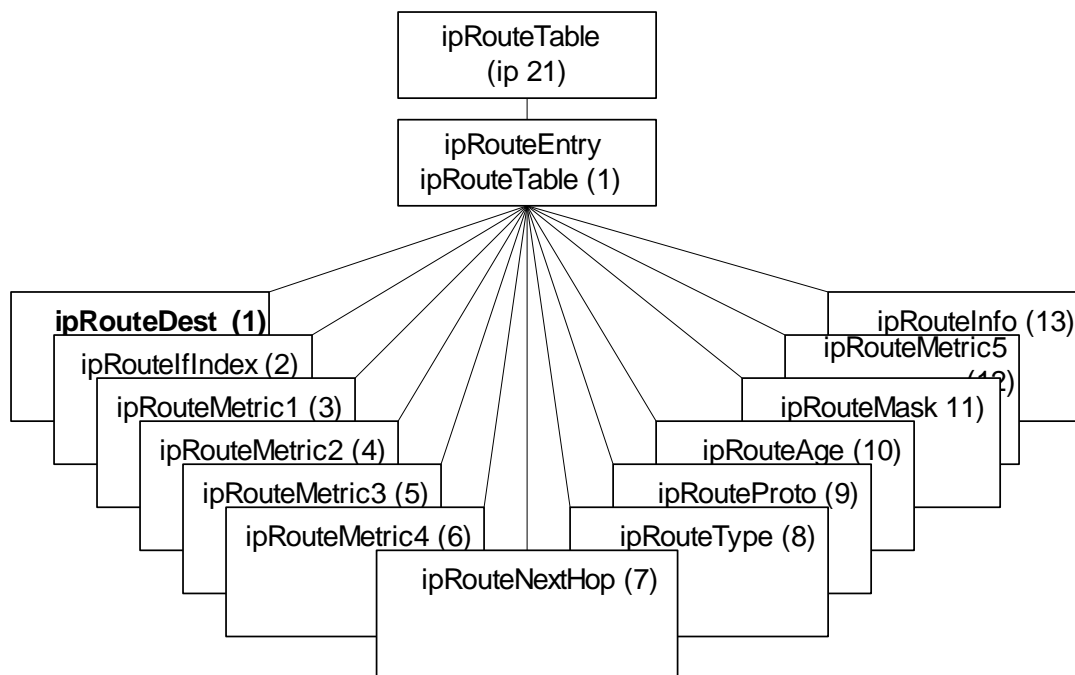 ipRouteTable
(ip 21)
ipRouteEntry
ipRouteTable (1)
ipRouteDest (1)
ipRouteIfIndex (2)
ipRouteMetric1 (3)
ipRouteMetric2 (4)
ipRouteMetric3 (5)
ipRouteMetric4 (6)
ipRouteNextHop (7)
ipRouteType (8)
ipRouteProto (9)
ipRouteAge (10)
ipRouteMask 11)
ipRouteMetric5
(12)
ipRouteInfo (13)